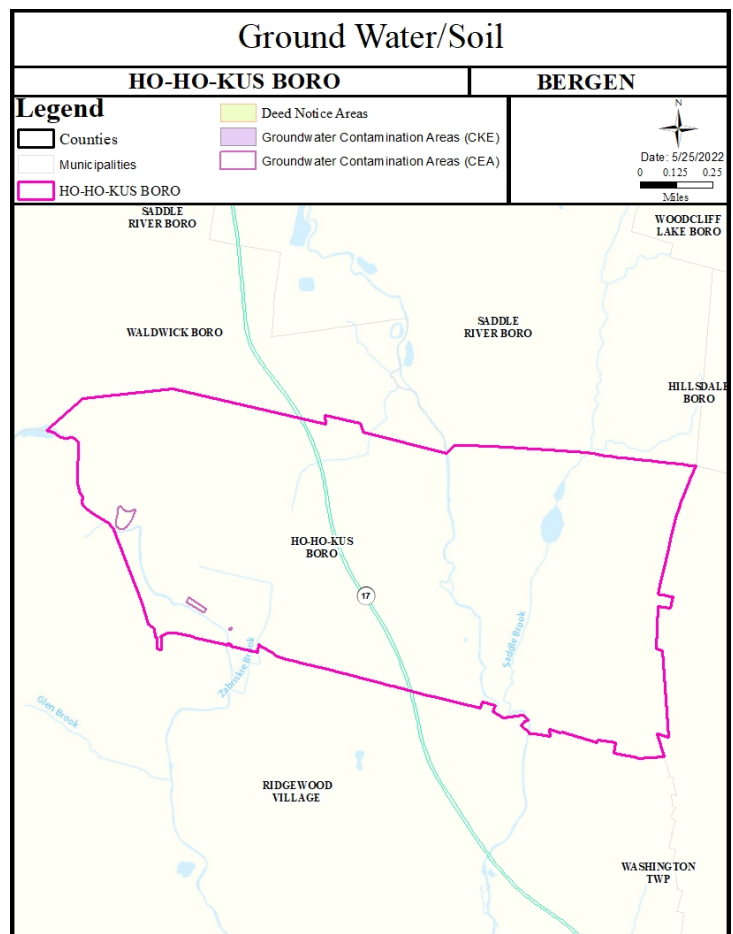 Ground Water/Soil
HO-HO-KUS BORO
BERGEN
Legend
Counties
Municipalities
HO-HO-KUS BORO
Deed Notice Areas
Groundwater Contamination Areas (CKE)
Groundwater Contamination Areas (CEA)
N
Date: 5/25/2022
0 0.125 0.25
Miles
SADDLE
RIVER BORO
WOODCLIFF
LAKE BORO
WALDWICK BORO
SADDLE
RIVER BORO
HILLSDALE
BORO
HO-HO-KUS
BORO
17
Saddle Brook
Zabriskie Brook
Glen Brook
RIDGEWOOD
VILLAGE
WASHINGTON
TWP